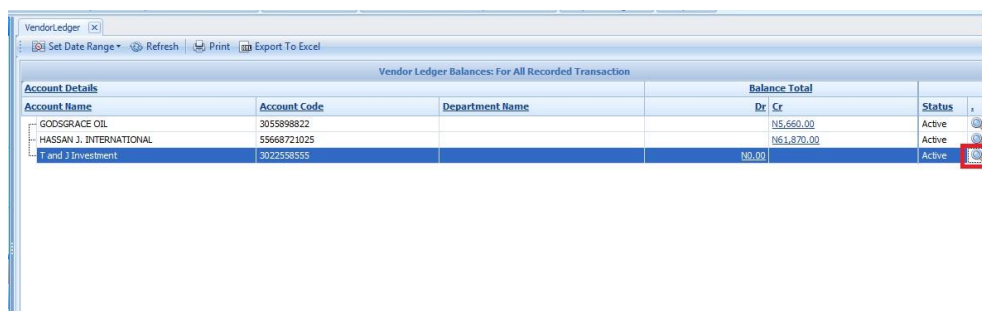 VendorLedger
Set Date Range Refresh Print Export To Excel
Vendor Ledger Balances: For All Recorded Transaction
Account Details Balance Total
Account Name Account Code Department Name Dr Cr Status
GODSGRACE OIL 3055898822 N5,660.00 Active
HASSAN J. INTERNATIONAL 55668721025 N61,870.00 Active
T and J Investment 3022558555 N0.00 Active